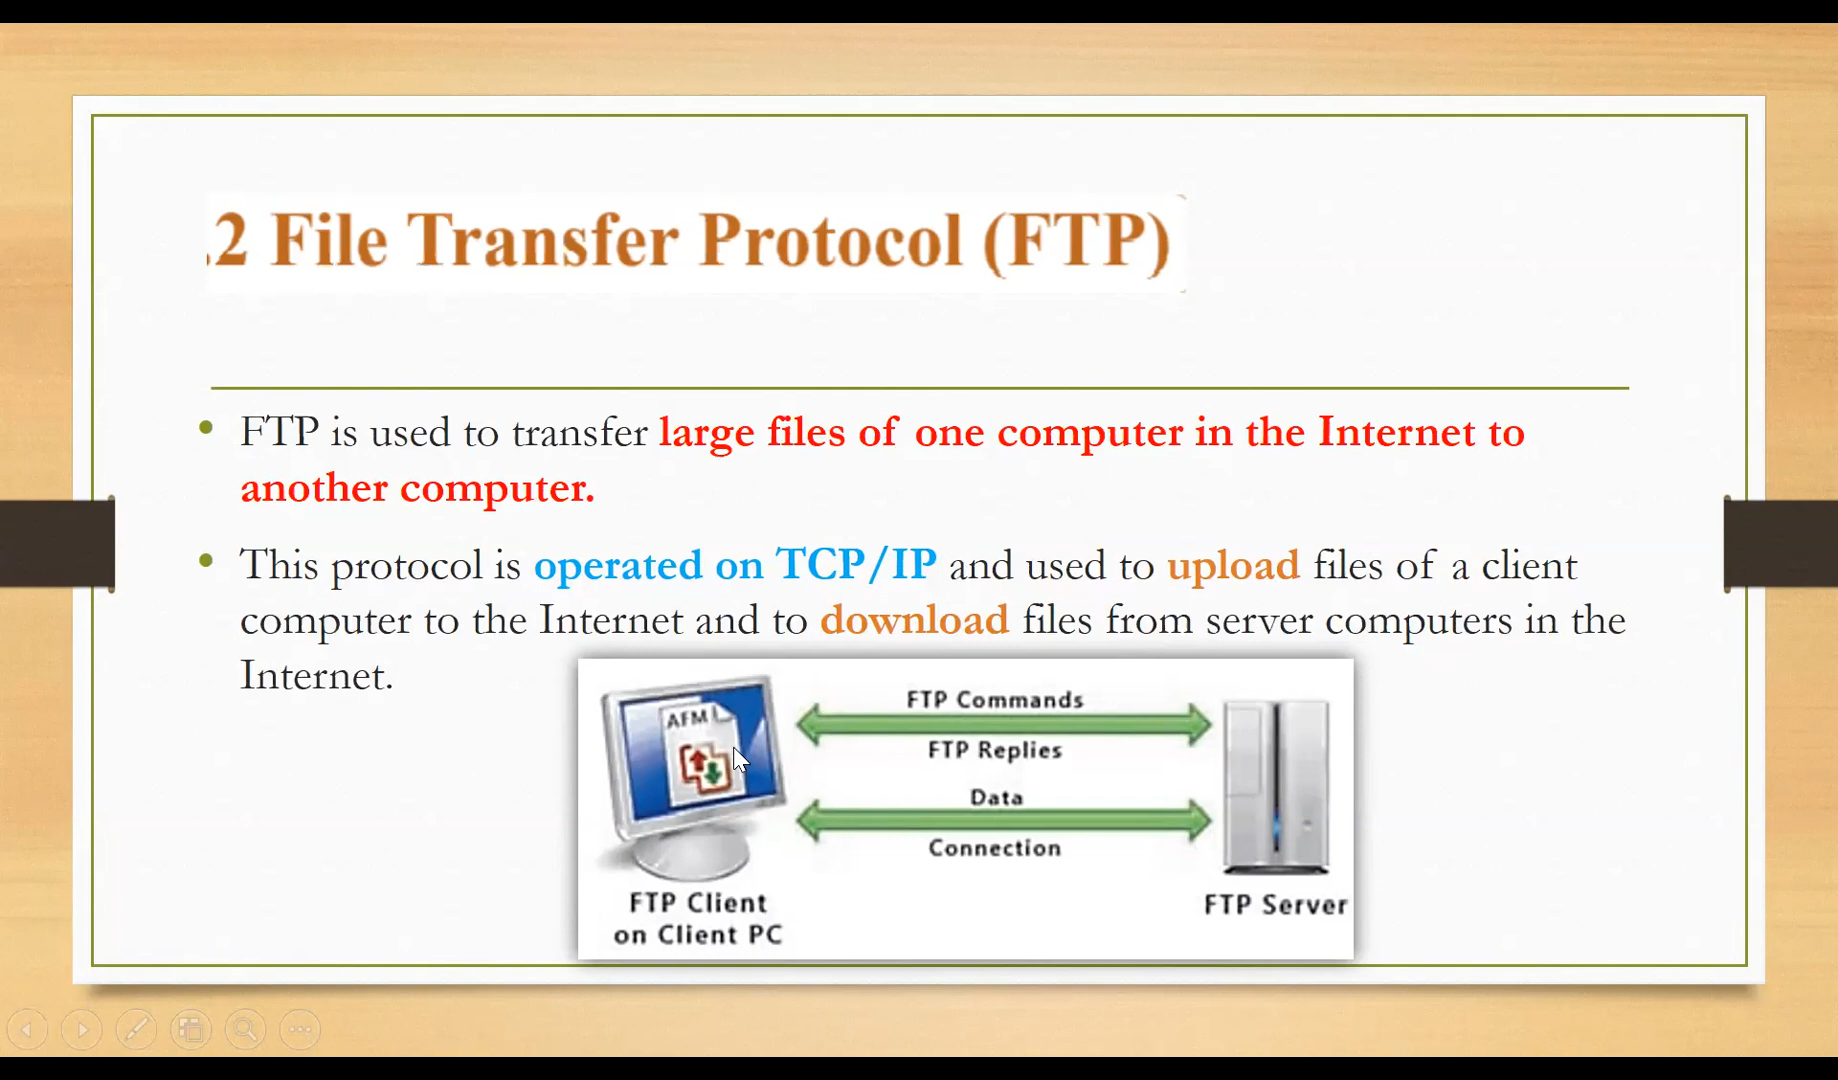 .2 File Transfer Protocol (FTP)
• FTP is used to transfer large files of one computer in the Internet to
another computer.
• This protocol is operated on TCP/IP and used to upload files of a client
computer to the Internet and to download files from server computers in the
Internet.
AFM
FTP Commands
FTP Replies
Data
Connection
FTP Client
on Client PC
FTP Server